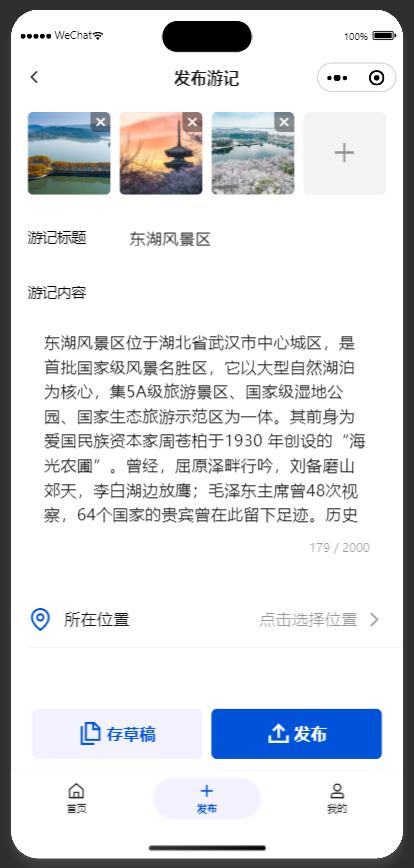 WeChat
100%
发布游记
游记标题
东湖风景区
游记内容
东湖风景区位于湖北省武汉市中心城区，是
首批国家级风景名胜区，它以大型自然湖泊
为核心，集5A级旅游景区、国家级湿地公
园、国家生态旅游示范区为一体。其前身为
爱国民族资本家周苍柏于1930 年创设的“海
光农圃”。曾经，屈原泽畔行吟，刘备磨山
郊天，李白湖边放鹰；毛泽东主席曾48次视
察，64个国家的贵宾曾在此留下足迹。历史
179 / 2000
所在位置
点击选择位置
存草稿
发布
首页
发布
我的